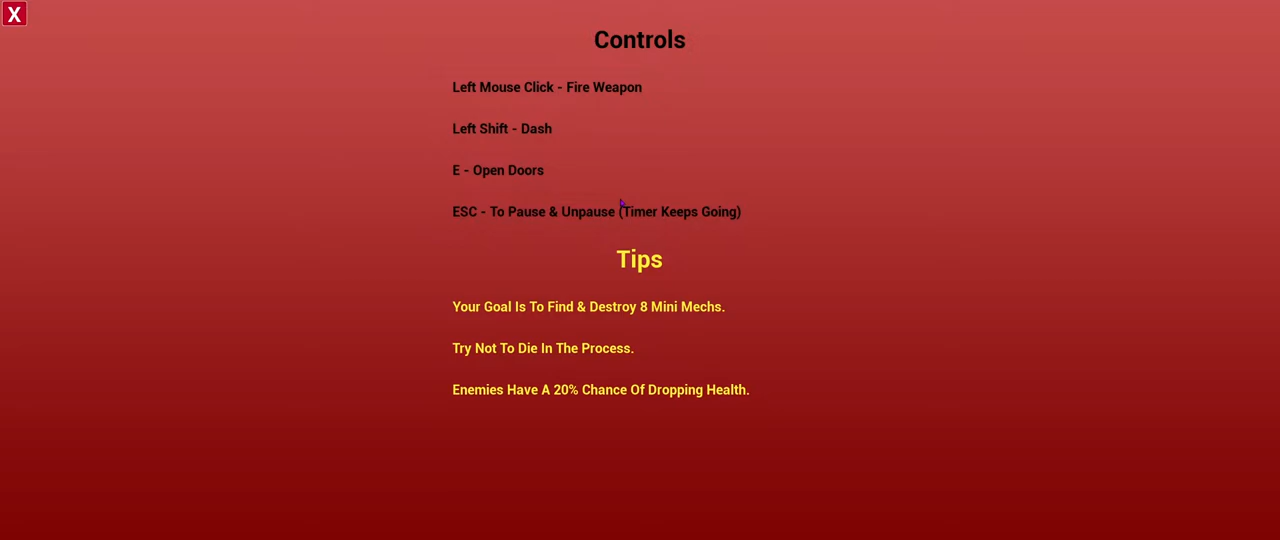 X
Controls
Left Mouse Click - Fire Weapon
Left Shift - Dash
E - Open Doors
ESC - To Pause & Unpause (Timer Keeps Going)
Tips
Your Goal Is To Find & Destroy 8 Mini Mechs.
Try Not To Die In The Process.
Enemies Have A 20% Chance Of Dropping Health.